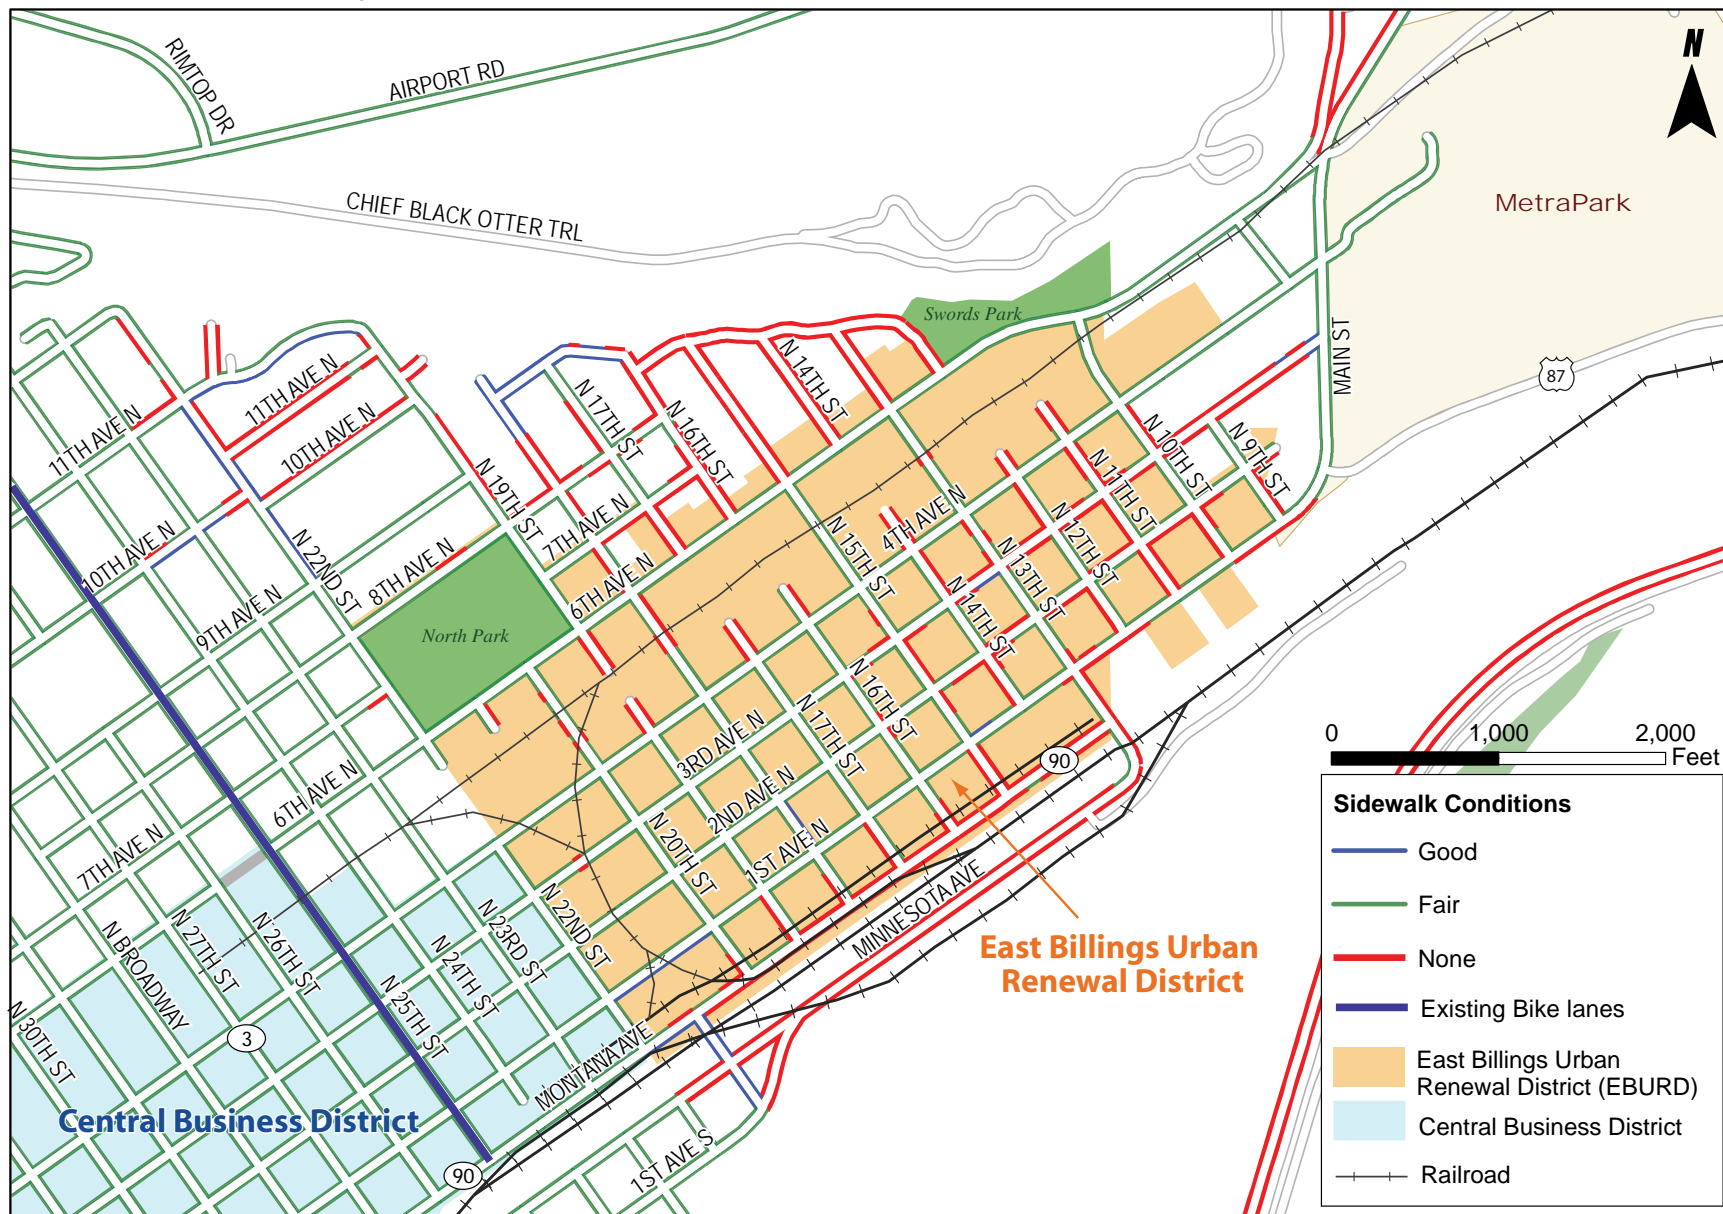 RIMTOP DR
AIRPORT RD
N
CHIEF BLACK OTTER TRL
MetraPark
Swords Park
MAIN ST
87
11TH AVE N
11TH AVE N
10TH AVE N
N 17TH ST
N 14TH ST
N 16TH ST
N 19TH ST
N 10TH ST
N 9TH ST
N 11TH ST
10TH AVE N
N 22ND ST
8TH AVE N
7TH AVE N
4TH AVE N
N 12TH ST
N 13TH ST
N 15TH ST
9TH AVE N
6TH AVE N
N 14TH ST
North Park
N 16TH ST
N 17TH ST
3RD AVE N
2ND AVE N
1ST AVE N
6TH AVE N
7TH AVE N
N 20TH ST
90
0
1,000
2,000
Feet
N 22ND ST
N 23RD ST
N 24TH ST
N 25TH ST
N 26TH ST
N 27TH ST
N BROADWAY
N 30TH ST
3
MINNESOTA AVE
MONTANA AVE
East Billings Urban
Renewal District
Central Business District
90
1ST AVE S
Sidewalk Conditions
Good
Fair
None
Existing Bike lanes
East Billings Urban
Renewal District (EBURD)
Central Business District
Railroad